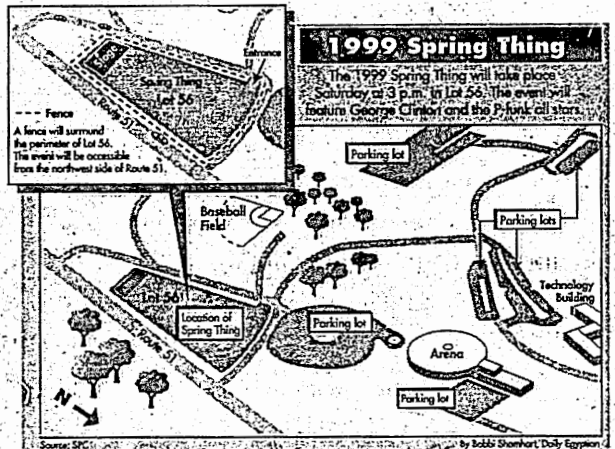 1999 Spring Thing
The 1999 Spring Thing will take place
Saturday at 3 p.m. in Lot 56. The event will
feature George Clinton and the P-funk all stars.
Stage
Entrance
Spring Thing
Lot 56
Route 51
--- Fence
A fence will surround
the perimeter of Lot 56.
The event will be accessible
from the northwest side of Route 51.
Parking lot
Baseball
Field
Parking lots
Lot 56
Location of
Spring Thing
Parking lot
Technology
Building
Route 51
Arena
Parking lot
N
Source: SPC
By Bobbi Shamhart, Daily Egyptian